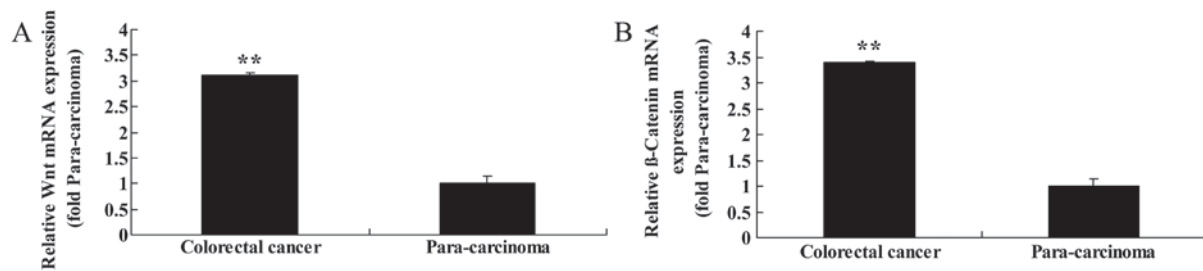 A
Relative Wnt mRNA expression
(fold Para-carcinoma)
4
3.5
3
2.5
2
1.5
1
0.5
0
**
Colorectal cancer
Para-carcinoma
B
Relative ß-Catenin mRNA
expression
(fold Para-carcinoma)
4
3.5
3
2.5
2
1.5
1
0.5
0
**
Colorectal cancer
Para-carcinoma